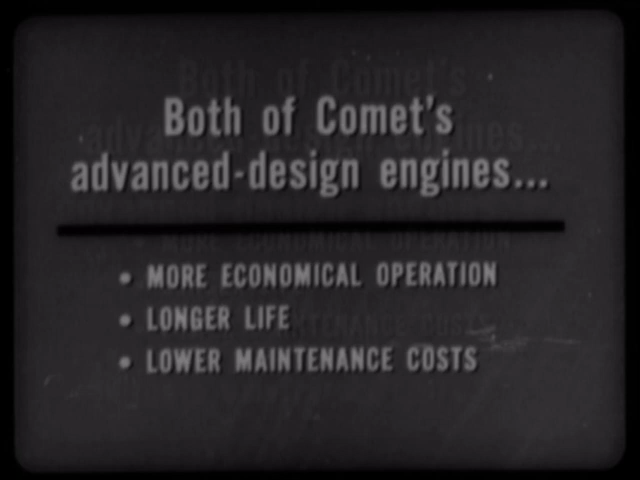 Both of Comet's
advanced-design engines...
• MORE ECONOMICAL OPERATION
• LONGER LIFE
• LOWER MAINTENANCE COSTS